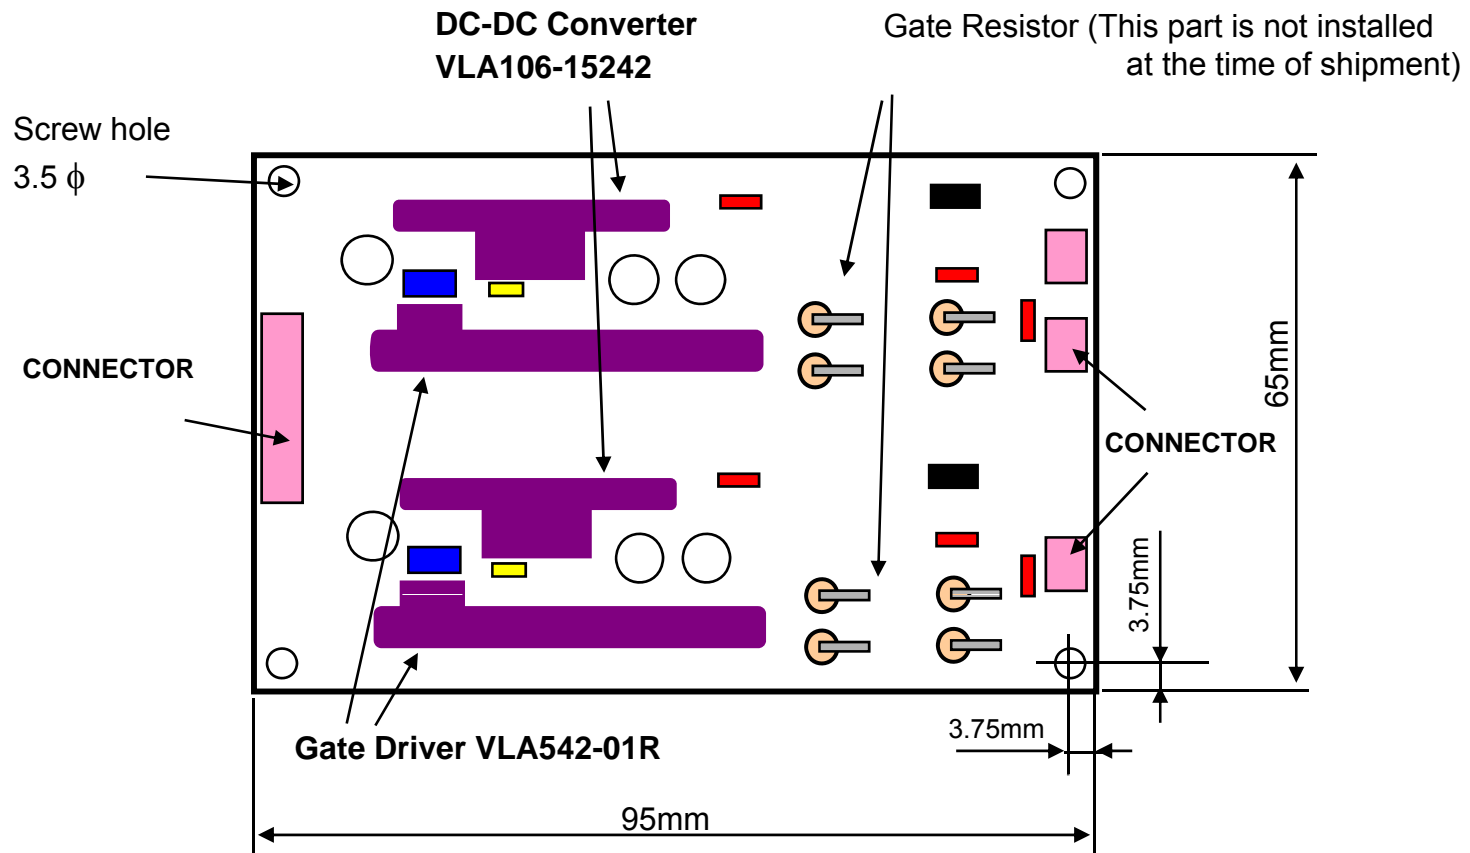 DC-DC Converter
VLA106-15242
Gate Resistor (This part is not installed
at the time of shipment)
Screw hole
3.5 ϕ
CONNECTOR
65mm
CONNECTOR
3.75mm
3.75mm
Gate Driver VLA542-01R
95mm